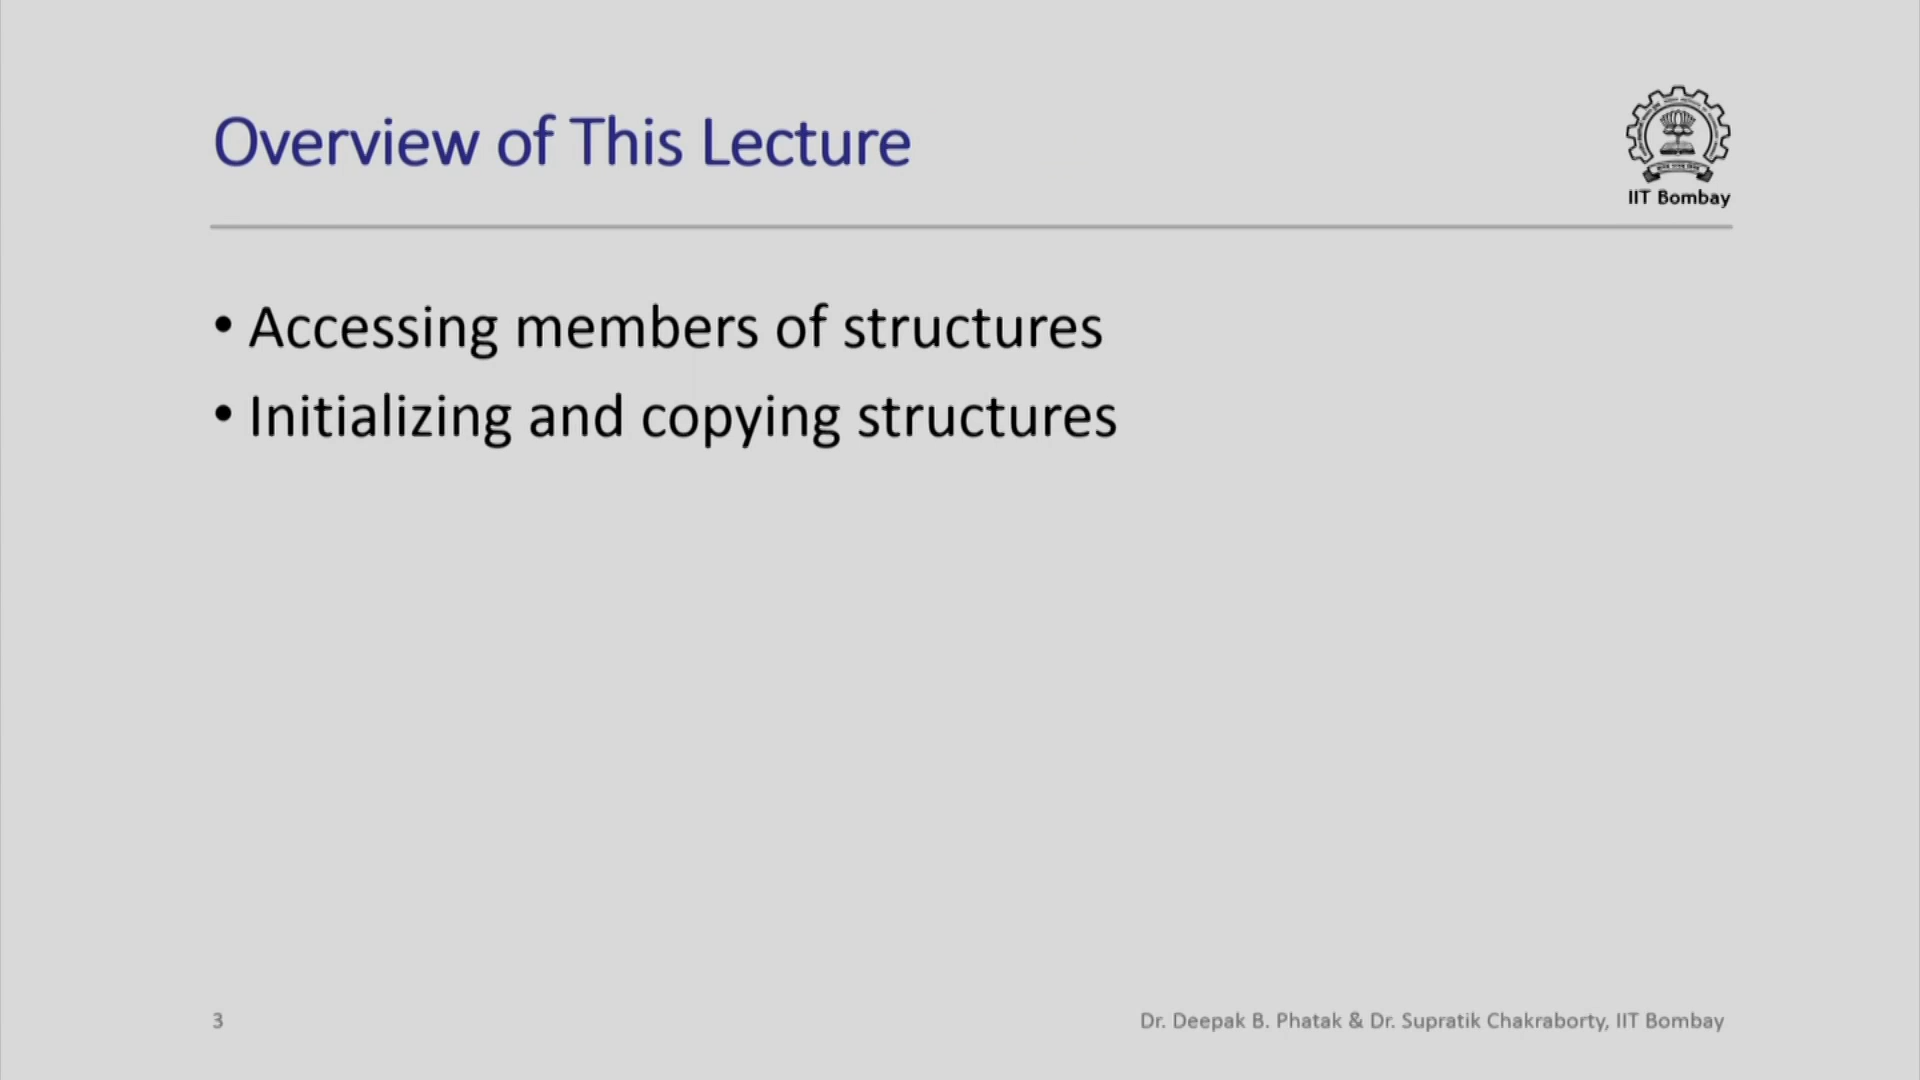 Overview of This Lecture
IIT Bombay
• Accessing members of structures
• Initializing and copying structures
3
Dr. Deepak B. Phatak & Dr. Supratik Chakraborty, IIT Bombay